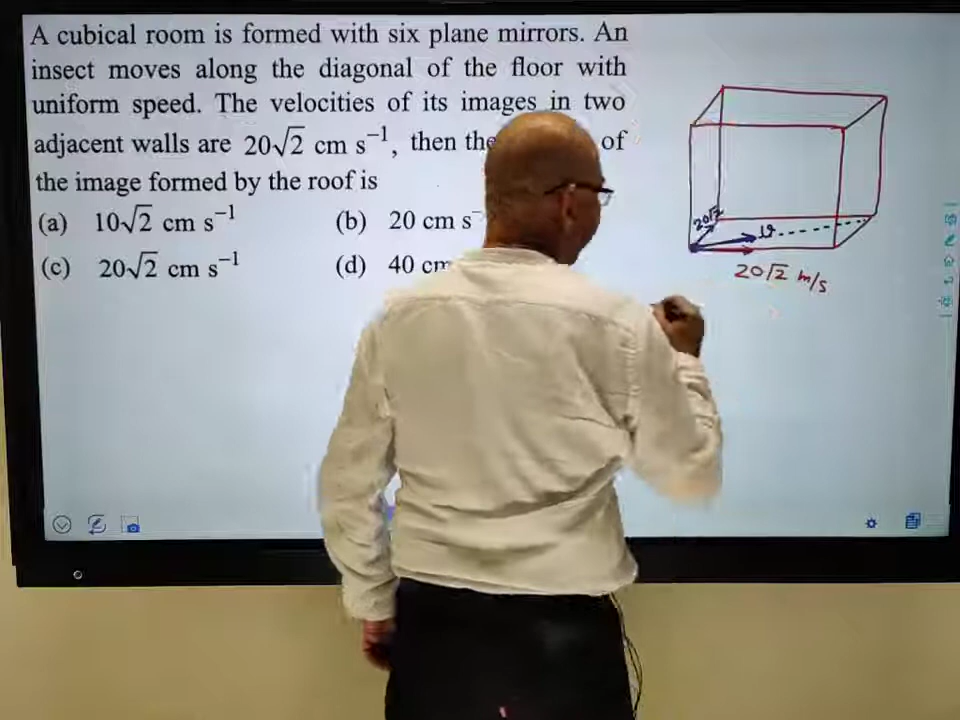 A cubical room is formed with six plane mirrors. An
insect moves along the diagonal of the floor with
uniform speed. The velocities of its images in two
adjacent walls are 20√2 cm s⁻¹, then the of
the image formed by the roof is
(a) 10√2 cm s⁻¹ (b) 20 cm s⁻
(c) 20√2 cm s⁻¹ (d) 40 cm
20√2
v
20√2 m/s